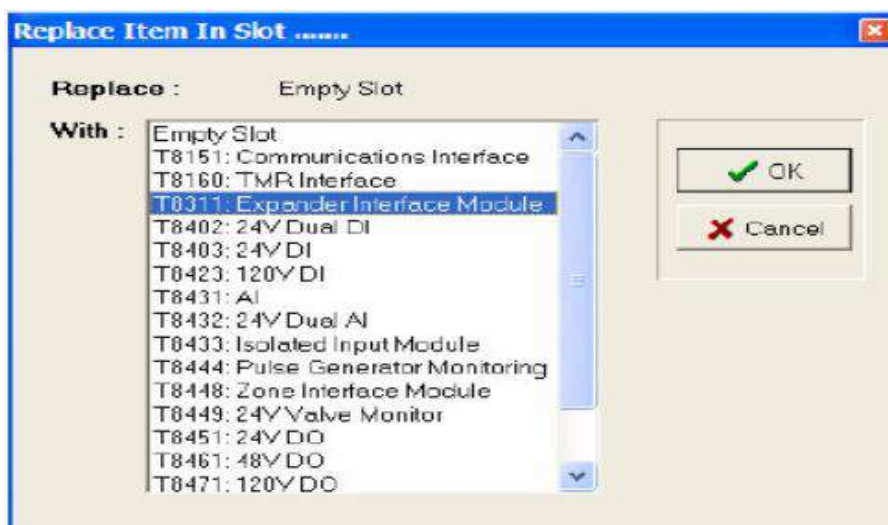 Replace Item In Slot .......
Replace : Empty Slot
With :
Empty Slot
T8151: Communications Interface
T8160: TMR Interface
T8311: Expander Interface Module
T8402: 24V Dual DI
T8403: 24V DI
T8423: 120V DI
T8431: AI
T8432: 24V Dual AI
T8433: Isolated Input Module
T8444: Pulse Generator Monitoring
T8448: Zone Interface Module
T8449: 24V Valve Monitor
T8451: 24V DO
T8461: 48V DO
T8471: 120V DO
OK
Cancel